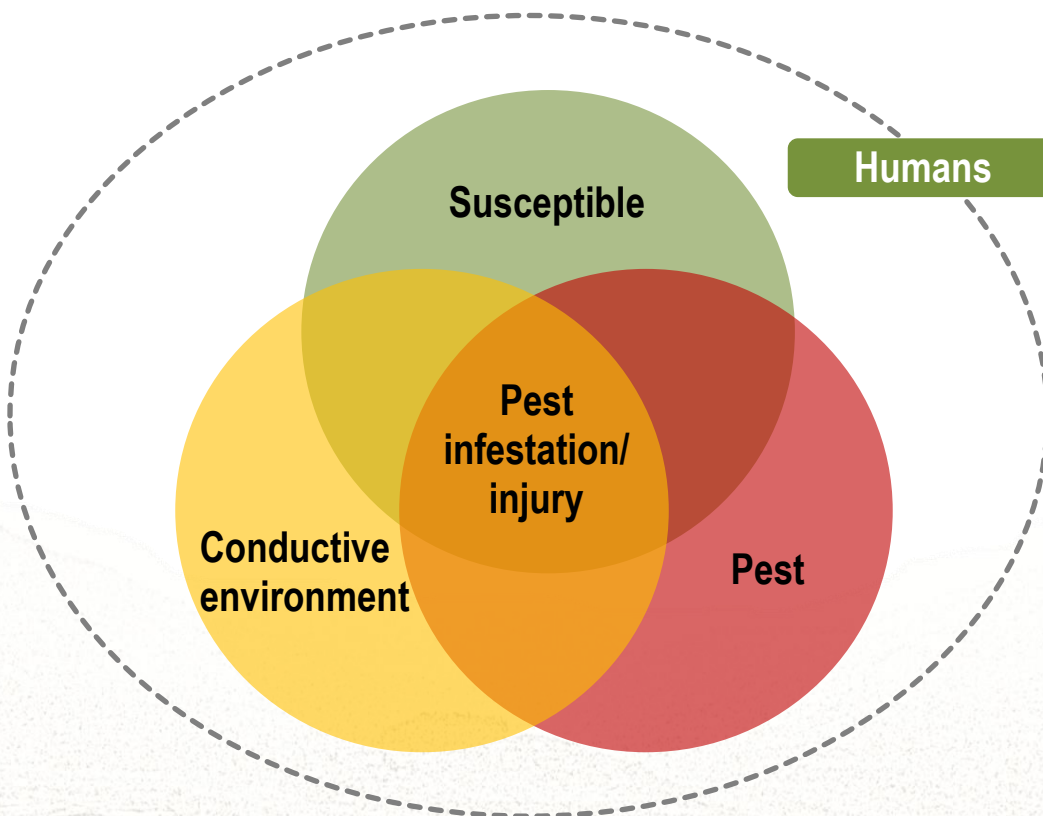 Humans
Susceptible
Pest
infestation/
injury
Conductive
environment
Pest